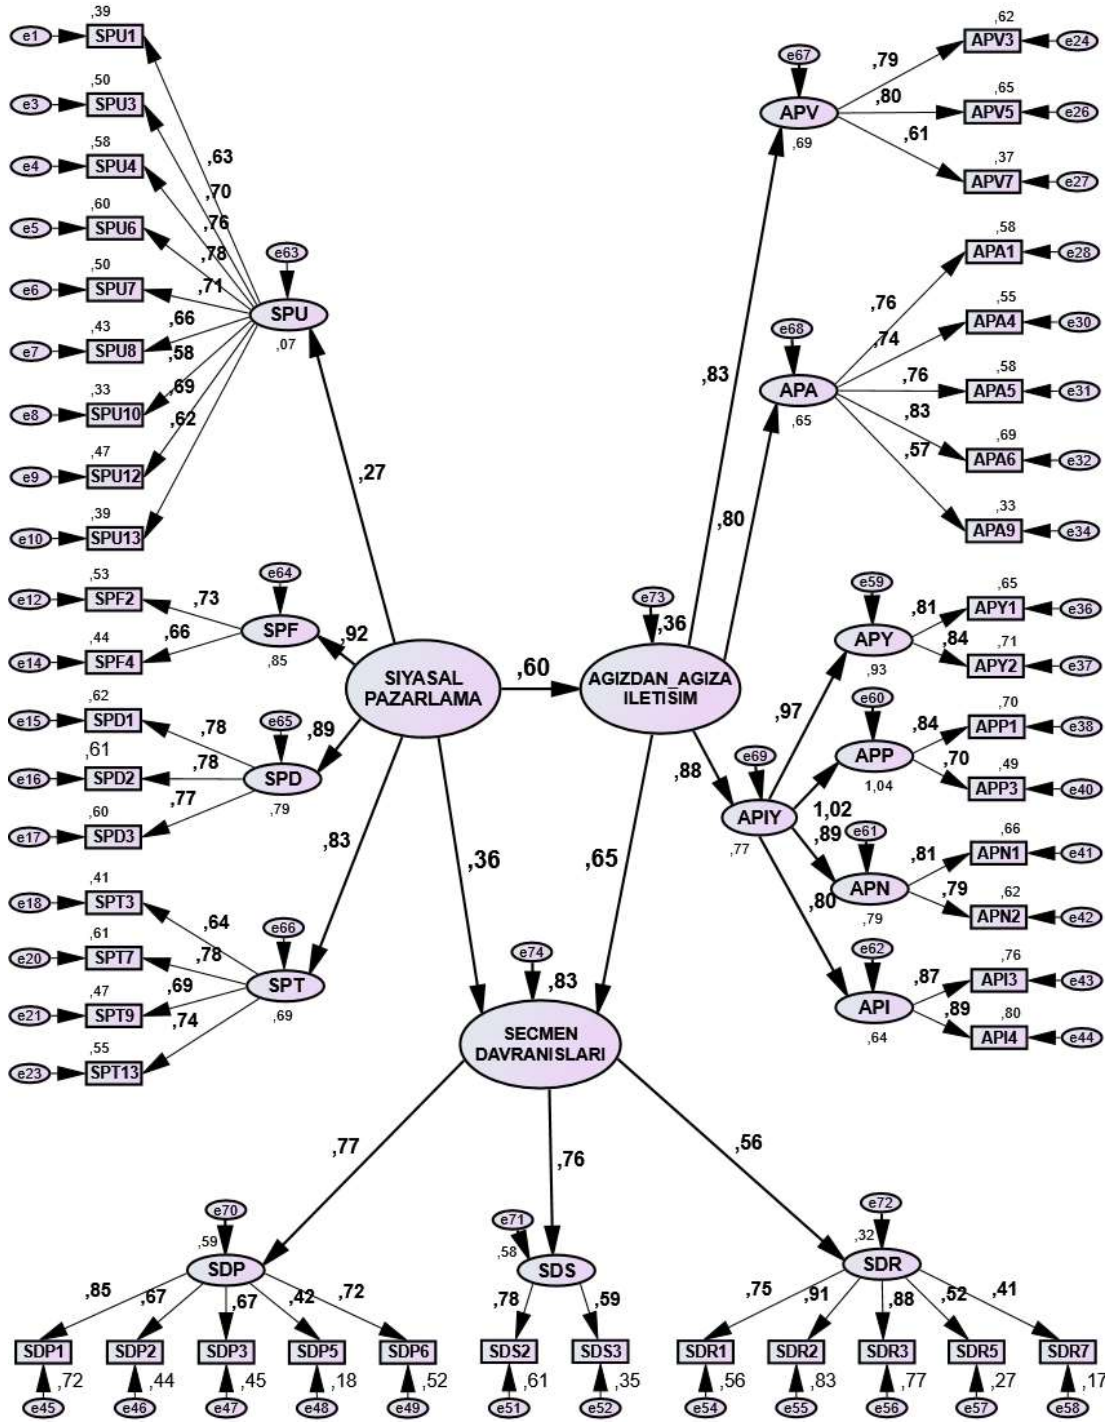 ,39
e1 SPU1
,50
e3 SPU3
,58
e4 SPU4
,60
e5 SPU6
,50
e6 SPU7
,43
e7 SPU8
,33
e8 SPU10
,47
e9 SPU12
,39
e10 SPU13
,63
,70
,76
,78
,71
,66
,58
,69
,62
e63
SPU
,07
,27
,53
e12 SPF2
,44
e14 SPF4
,73
,66
e64
SPF
,85
,92
,62
e15 SPD1
,61
e16 SPD2
,60
e17 SPD3
,78
,78
,77
e65
SPD
,79
,89
,41
e18 SPT3
,61
e20 SPT7
,47
e21 SPT9
,55
e23 SPT13
,64
,78
,69
,74
e66
SPT
,69
,83
SIYASAL
PAZARLAMA
,60
,36
e73
,36
AGIZDAN_AGIZA
ILETISIM
,83
,80
,88
,65
e67
APV
,69
,79
,80
,61
,62
APV3 e24
,65
APV5 e26
,37
APV7 e27
e68
APA
,65
,76
,74
,76
,83
,57
,58
APA1 e28
,55
APA4 e30
,58
APA5 e31
,69
APA6 e32
,33
APA9 e34
e69
APIY
,77
,97
1,02
,89
,80
e59
APY
,93
,81
,84
,65
APY1 e36
,71
APY2 e37
e60
APP
1,04
,84
,70
,70
APP1 e38
,49
APP3 e40
e61
APN
,79
,81
,79
,66
APN1 e41
,62
APN2 e42
e62
API
,64
,87
,89
,76
API3 e43
,80
API4 e44
e74
,83
SECMEN
DAVRANISLARI
,77
,76
,56
e70
,59
SDP
,85 ,67 ,67 ,42 ,72
SDP1 SDP2 SDP3 SDP5 SDP6
,72 ,44 ,45 ,18 ,52
e45 e46 e47 e48 e49
e71
,58
SDS
,78 ,59
SDS2 SDS3
,61 ,35
e51 e52
e72
,32
SDR
,75 ,91 ,88 ,52 ,41
SDR1 SDR2 SDR3 SDR5 SDR7
,56 ,83 ,77 ,27 ,17
e54 e55 e56 e57 e58